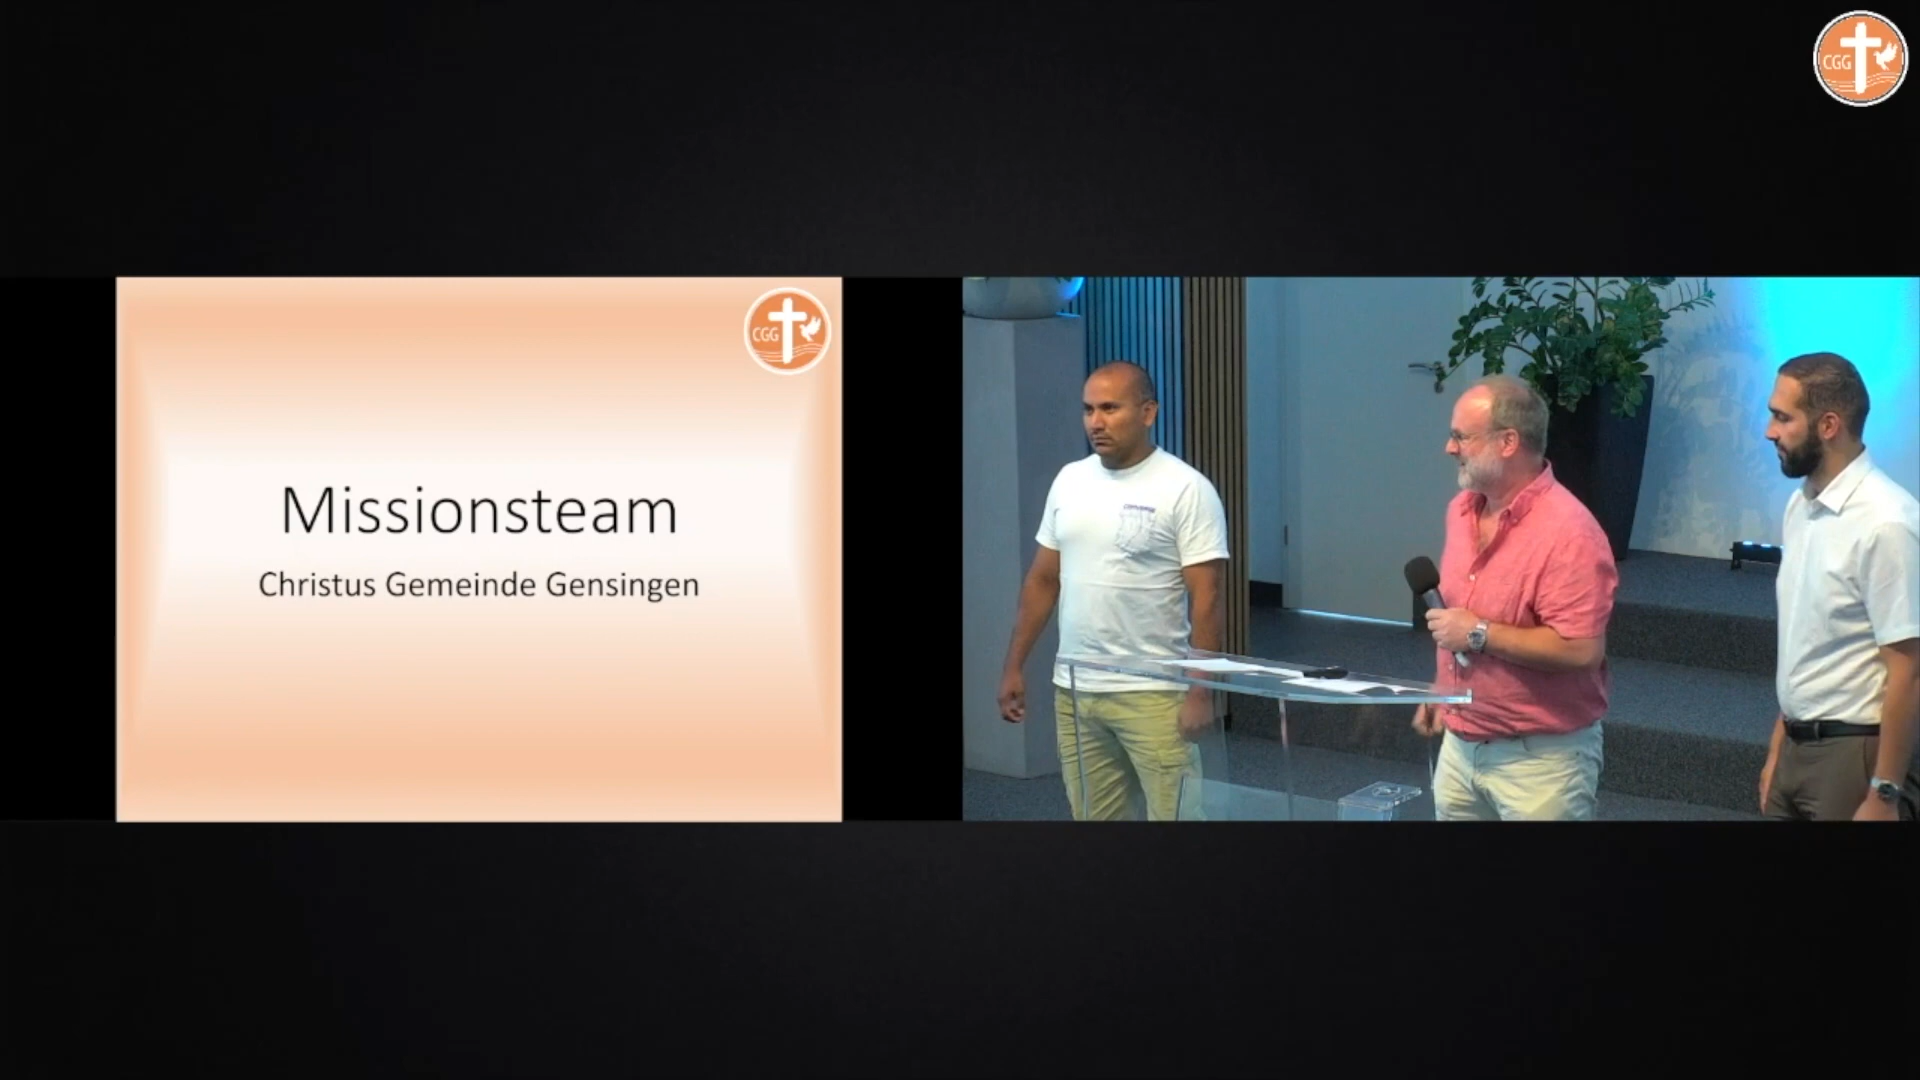 CGG
CGG
Missionsteam
Christus Gemeinde Gensingen